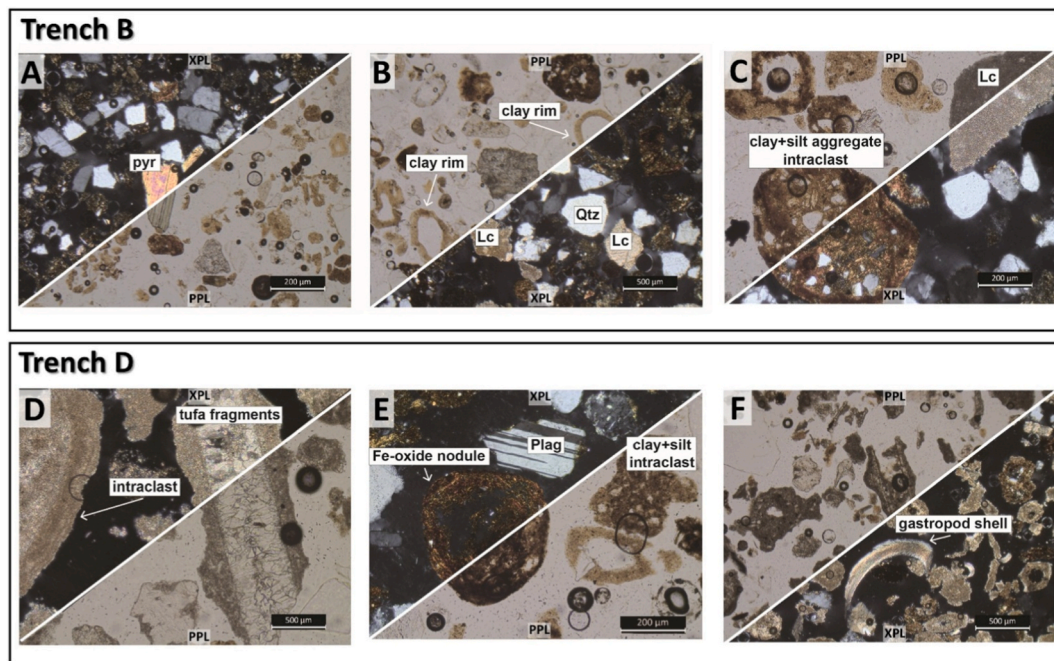 Trench B
A
XPL
pyr
200 µm
PPL
B
PPL
clay rim
clay rim
Qtz
Lc
Lc
500 µm
XPL
C
PPL
Lc
clay+silt aggregate
intraclast
200 µm
XPL
Trench D
D
XPL
tufa fragments
intraclast
500 µm
PPL
E
XPL
Plag
Fe-oxide nodule
clay+silt
intraclast
200 µm
PPL
F
PPL
gastropod shell
500 µm
XPL